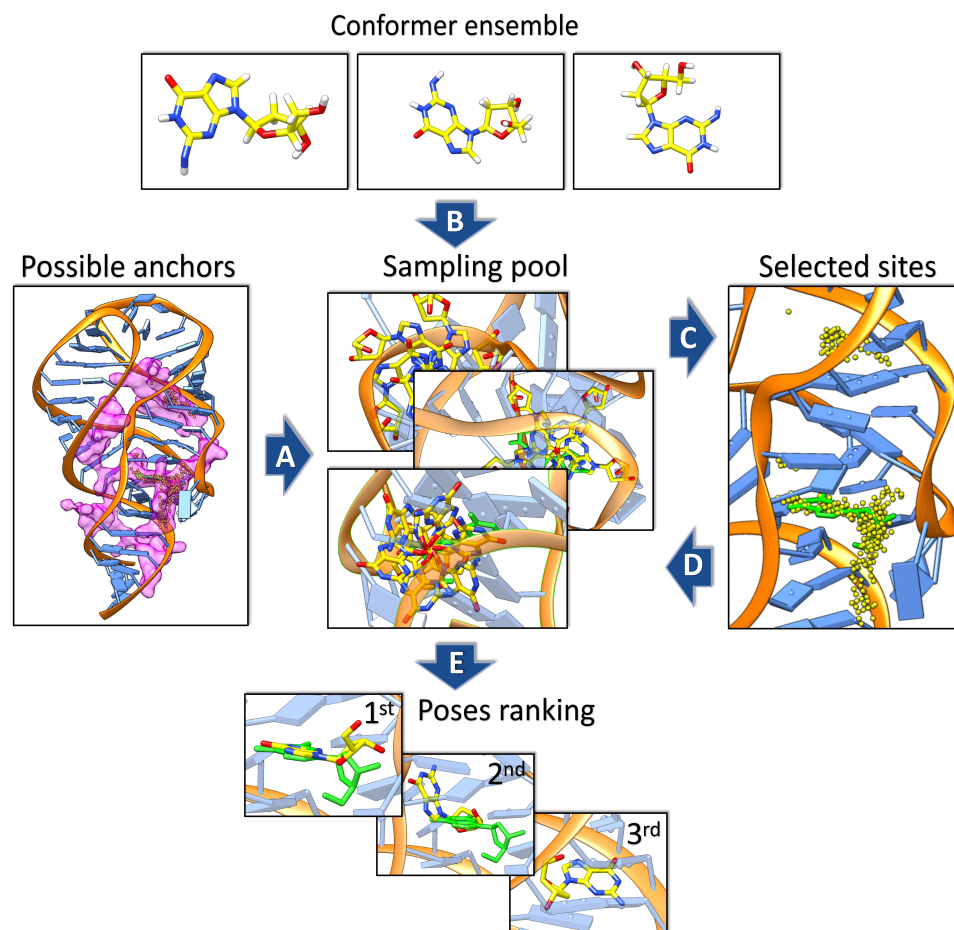 Conformer ensemble
B
Possible anchors
Sampling pool
Selected sites
A
C
D
E
Poses ranking
1st
2nd
3rd